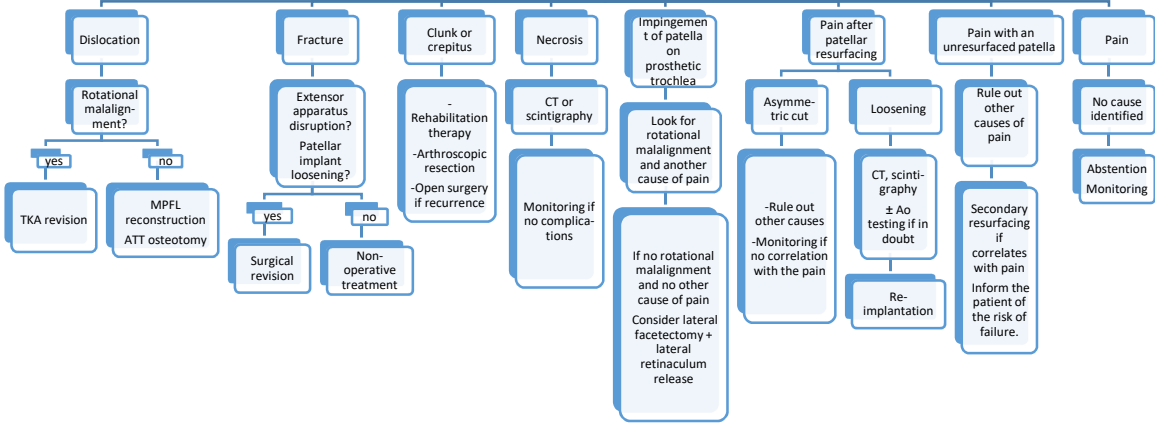 Dislocation
Rotational
malalign-
ment?
yes
no
TKA revision
MPFL
reconstruction
ATT osteotomy
Fracture
Extensor
apparatus
disruption?
Patellar
implant
loosening?
yes
no
Surgical
revision
Non-
operative
treatment
Clunk or
crepitus
-
Rehabilitation
therapy
-Arthroscopic
resection
-Open surgery
if recurrence
Necrosis
CT or
scintigraphy
Monitoring if
no complica-
tions
Impingemen
t of patella
on
prosthetic
trochlea
Look for
rotational
malalignment
and another
cause of pain
If no rotational
malalignment
and no other
cause of pain
Consider lateral
facetectomy +
lateral
retinaculum
release
Pain after
patellar
resurfacing
Asymme-
tric cut
-Rule out
other causes
-Monitoring if
no correlation
with the pain
Loosening
CT, scinti-
graphy
± Ao
testing if in
doubt
Re-
implantation
Pain with an
unresurfaced patella
Rule out
other
causes of
pain
Secondary
resurfacing
if
correlates
with pain
Inform the
patient of
the risk of
failure.
Pain
No cause
identified
Abstention
Monitoring